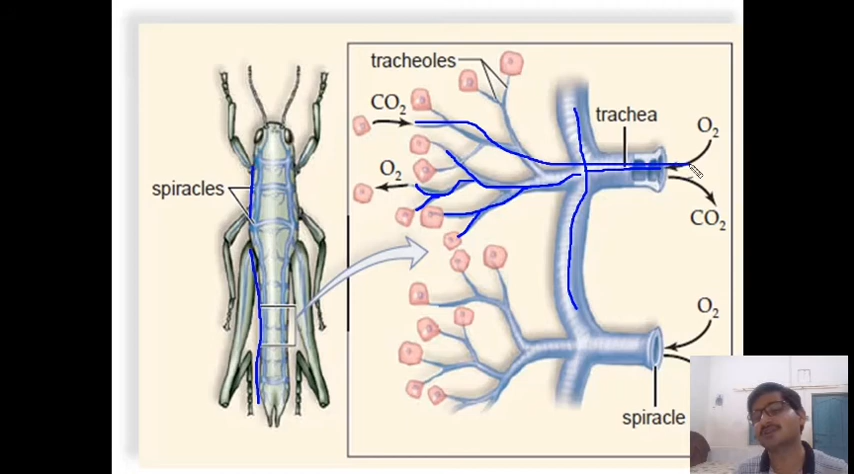 tracheoles
CO₂
trachea
O₂
O₂
spiracles
CO₂
O₂
spiracle